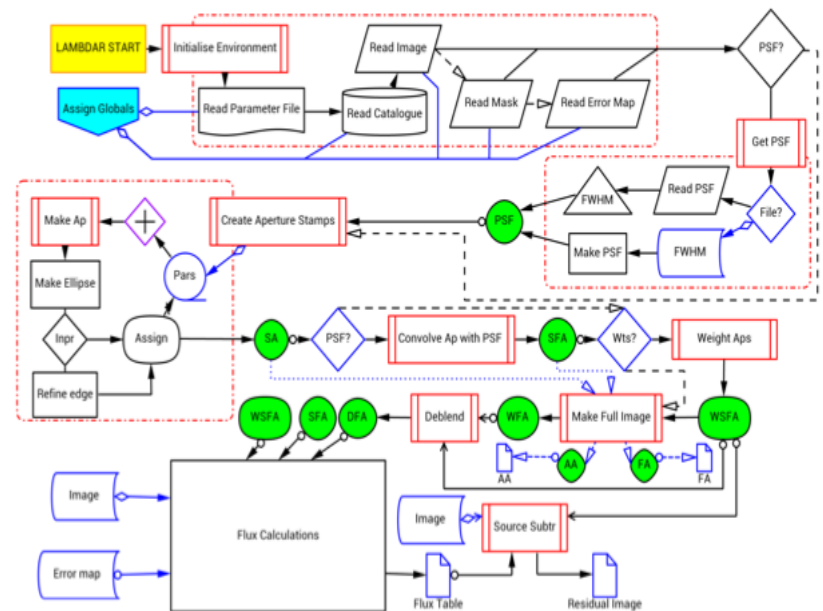 LAMBDAR START
Initialise Environment
Read Image
PSF?
Assign Globals
Read Parameter File
Read Catalogue
Read Mask
Read Error Map
Get PSF
Make Ap
Create Aperture Stamps
PSF
FWHM
Read PSF
File?
Make PSF
FWHM
Pars
Make Ellipse
Inpr
Assign
Refine edge
SA
PSF?
Convolve Ap with PSF
SFA
Wts?
Weight Aps
WSFA
SFA
DFA
Deblend
WFA
Make Full Image
WSFA
AA
AA
FA
FA
Image
Flux Calculations
Image
Source Subtr
Error map
Flux Table
Residual Image